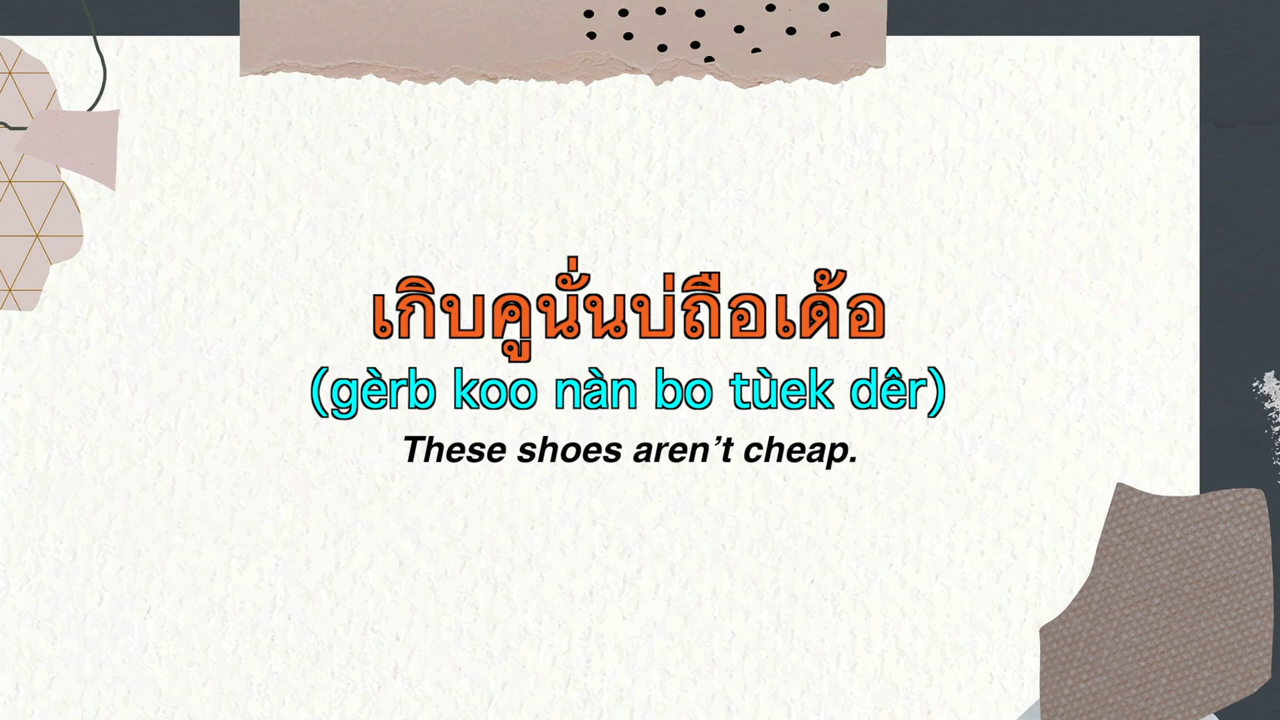 เกิบคูนั่นบ่ถือเด้อ
(gèrb koo nàn bo tùek dêr)
These shoes aren't cheap.